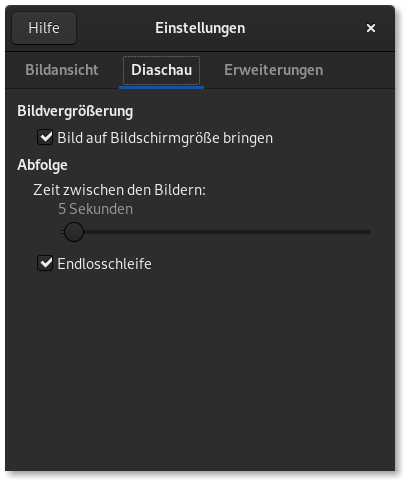 Hilfe Einstellungen
Bildansicht Diaschau Erweiterungen
Bildvergrößerung
Bild auf Bildschirmgröße bringen
Abfolge
Zeit zwischen den Bildern:
5 Sekunden
Endlosschleife